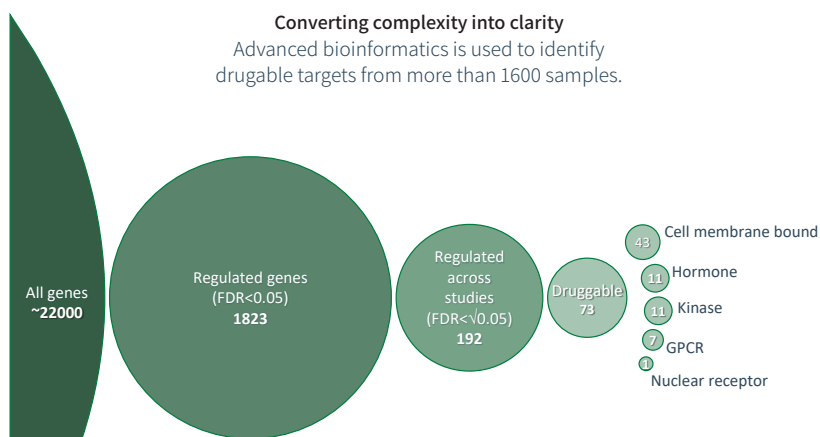 Converting complexity into clarity
Advanced bioinformatics is used to identify
drugable targets from more than 1600 samples.
All genes
~22000
Regulated genes
(FDR<0.05)
1823
Regulated
across
studies
(FDR<√0.05)
192
Druggable
73
43
Cell membrane bound
11
Hormone
11
Kinase
7
GPCR
1
Nuclear receptor